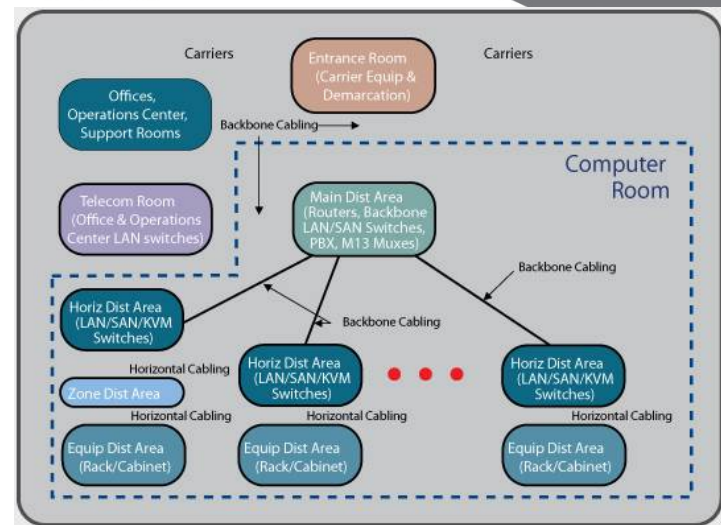 Carriers
Entrance Room
(Carrier Equip &
Demarcation)
Carriers
Offices,
Operations Center,
Support Rooms
Backbone Cabling
Computer
Room
Telecom Room
(Office & Operations
Center LAN switches)
Main Dist Area
(Routers, Backbone
LAN/SAN Switches,
PBX, M13 Muxes)
Backbone Cabling
Horiz Dist Area
(LAN/SAN/KVM
Switches)
Backbone Cabling
Horizontal Cabling
Zone Dist Area
Horiz Dist Area
(LAN/SAN/KVM
Switches)
Horiz Dist Area
(LAN/SAN/KVM
Switches)
Horizontal Cabling
Horizontal Cabling
Horizontal Cabling
Equip Dist Area
(Rack/Cabinet)
Equip Dist Area
(Rack/Cabinet)
Equip Dist Area
(Rack/Cabinet)